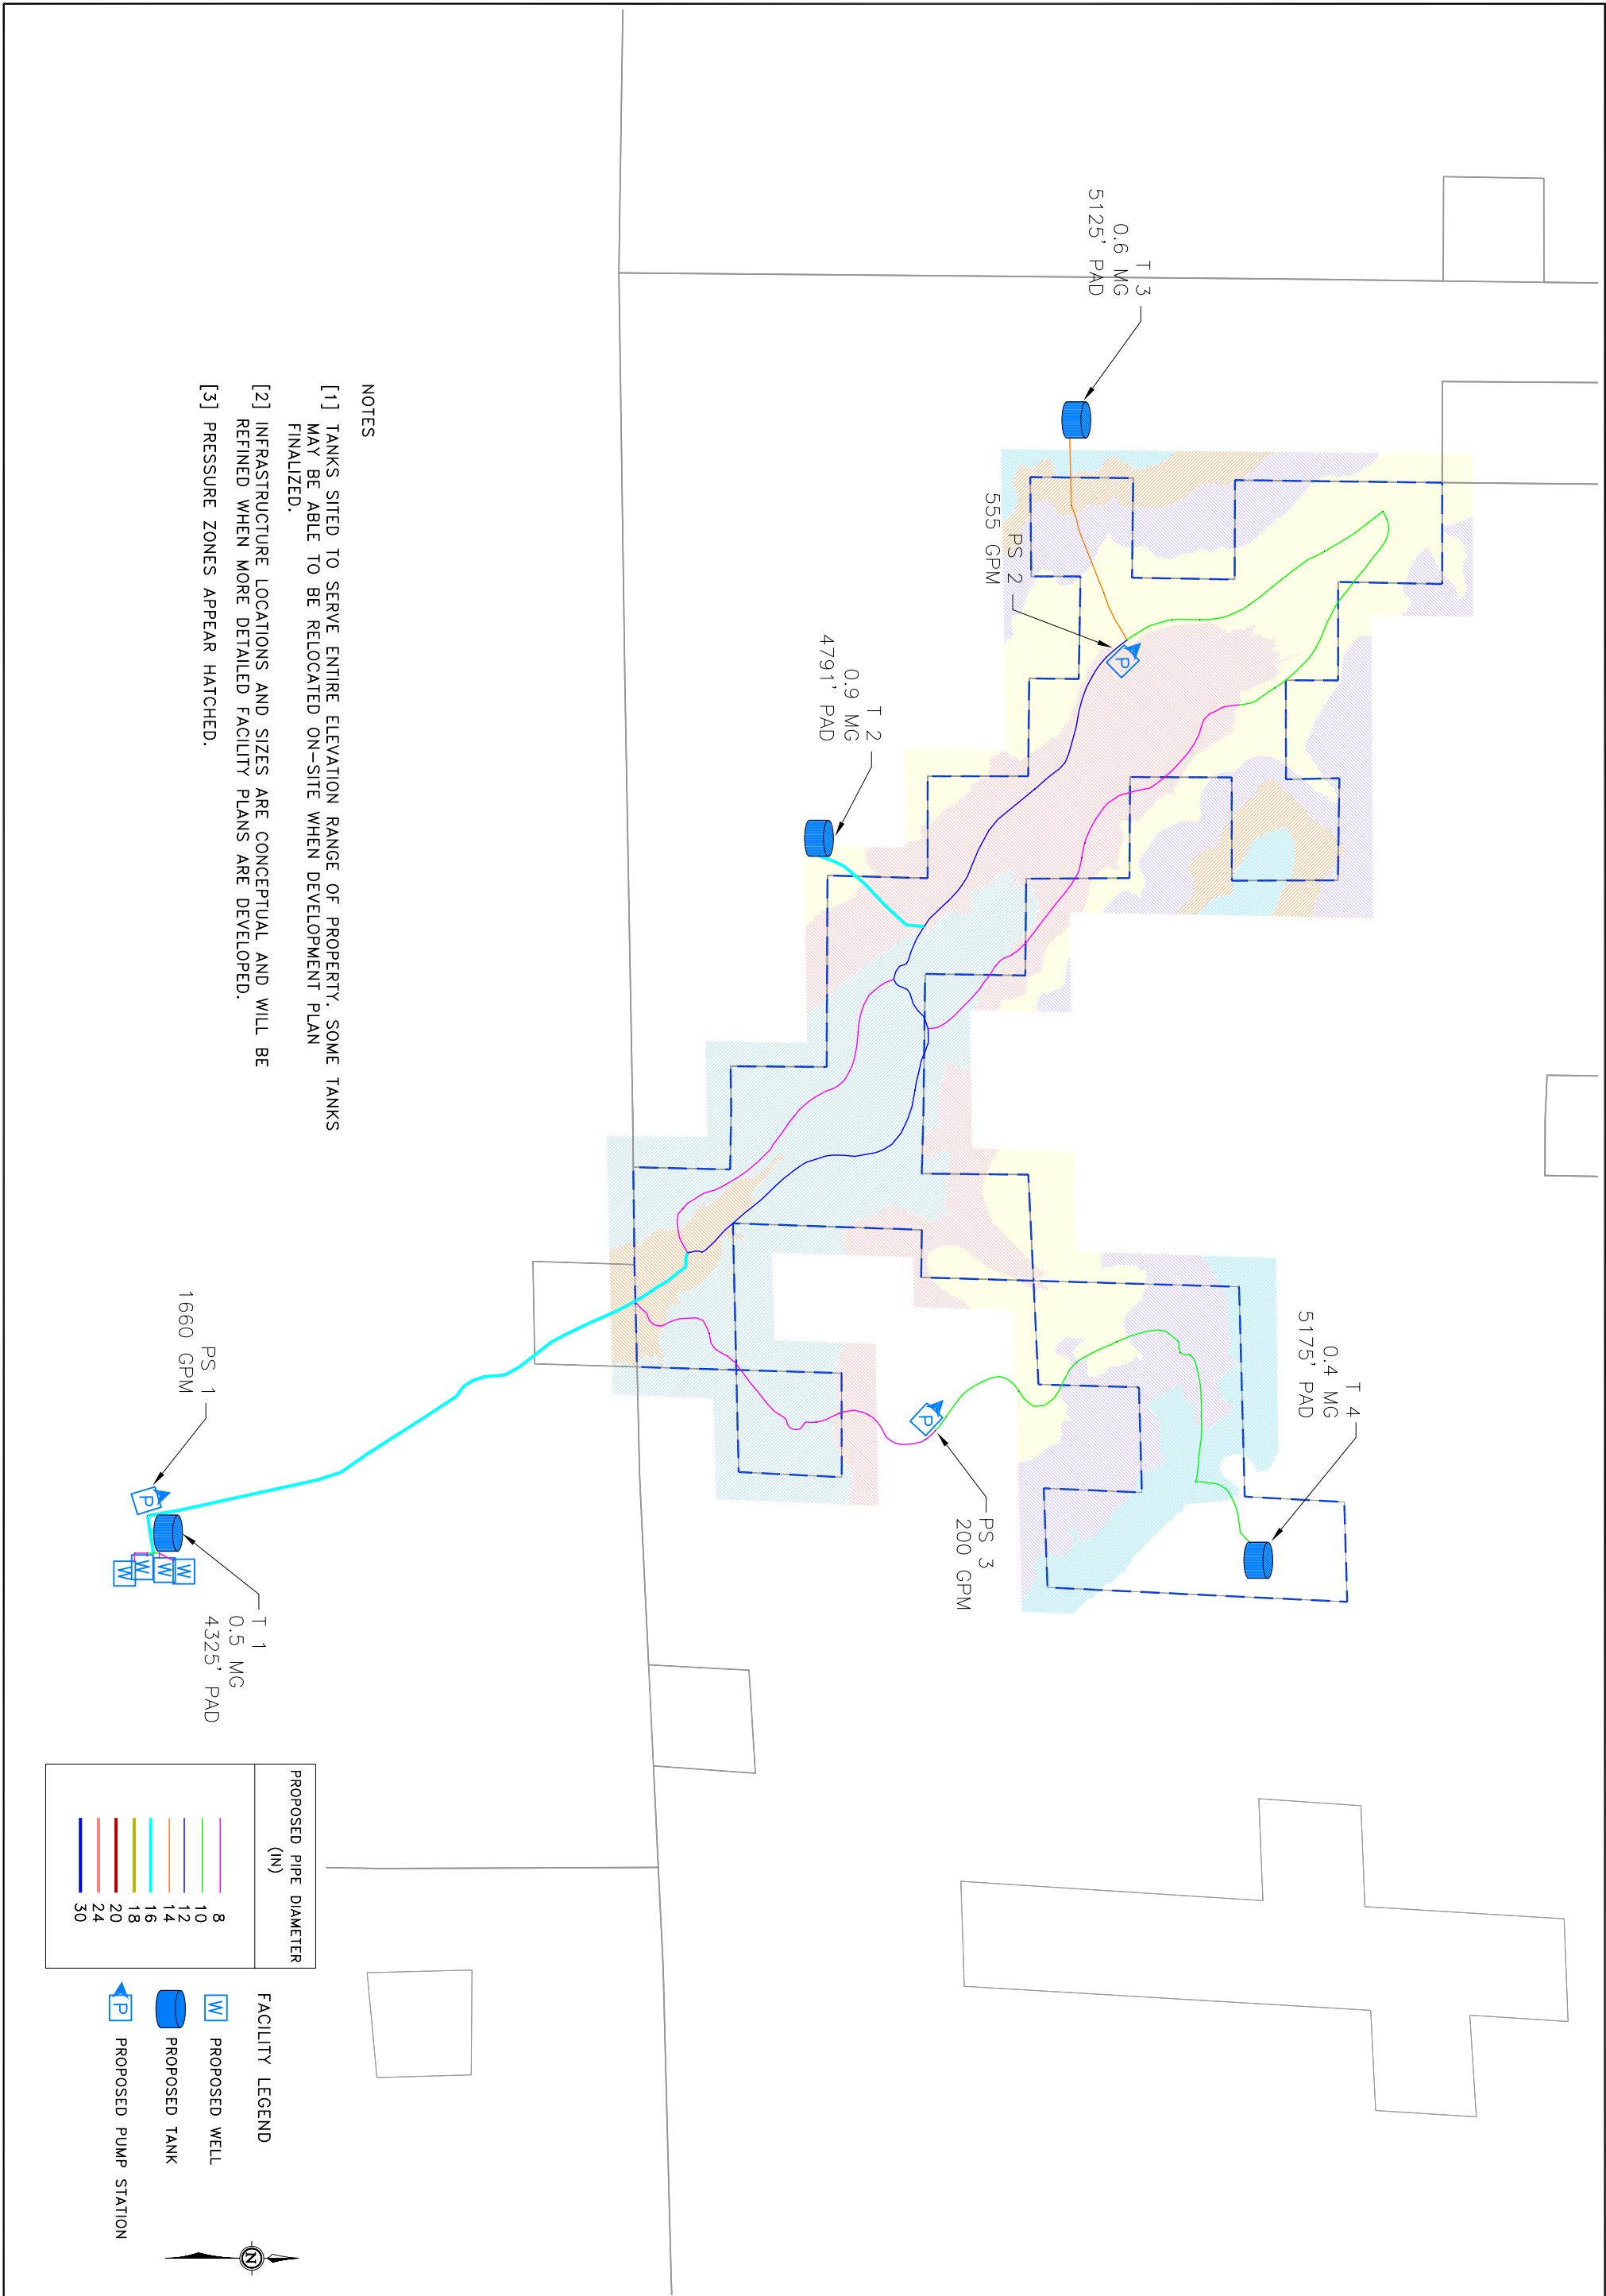 T 3
0.6 MG
5125' PAD
PS 2
555 GPM
P
T 2
0.9 MG
4791' PAD
T 4
0.4 MG
5175' PAD
P
PS 3
200 GPM
PS 1
1660 GPM
P
W
W
W
W
T 1
0.5 MG
4325' PAD
NOTES
[1] TANKS SITED TO SERVE ENTIRE ELEVATION RANGE OF PROPERTY. SOME TANKS
MAY BE ABLE TO BE RELOCATED ON-SITE WHEN DEVELOPMENT PLAN
FINALIZED.
[2] INFRASTRUCTURE LOCATIONS AND SIZES ARE CONCEPTUAL AND WILL BE
REFINED WHEN MORE DETAILED FACILITY PLANS ARE DEVELOPED.
[3] PRESSURE ZONES APPEAR HATCHED.
PROPOSED PIPE DIAMETER
(IN)
8
10
12
14
16
18
20
24
30
FACILITY LEGEND
W PROPOSED WELL
PROPOSED TANK
P PROPOSED PUMP STATION
N